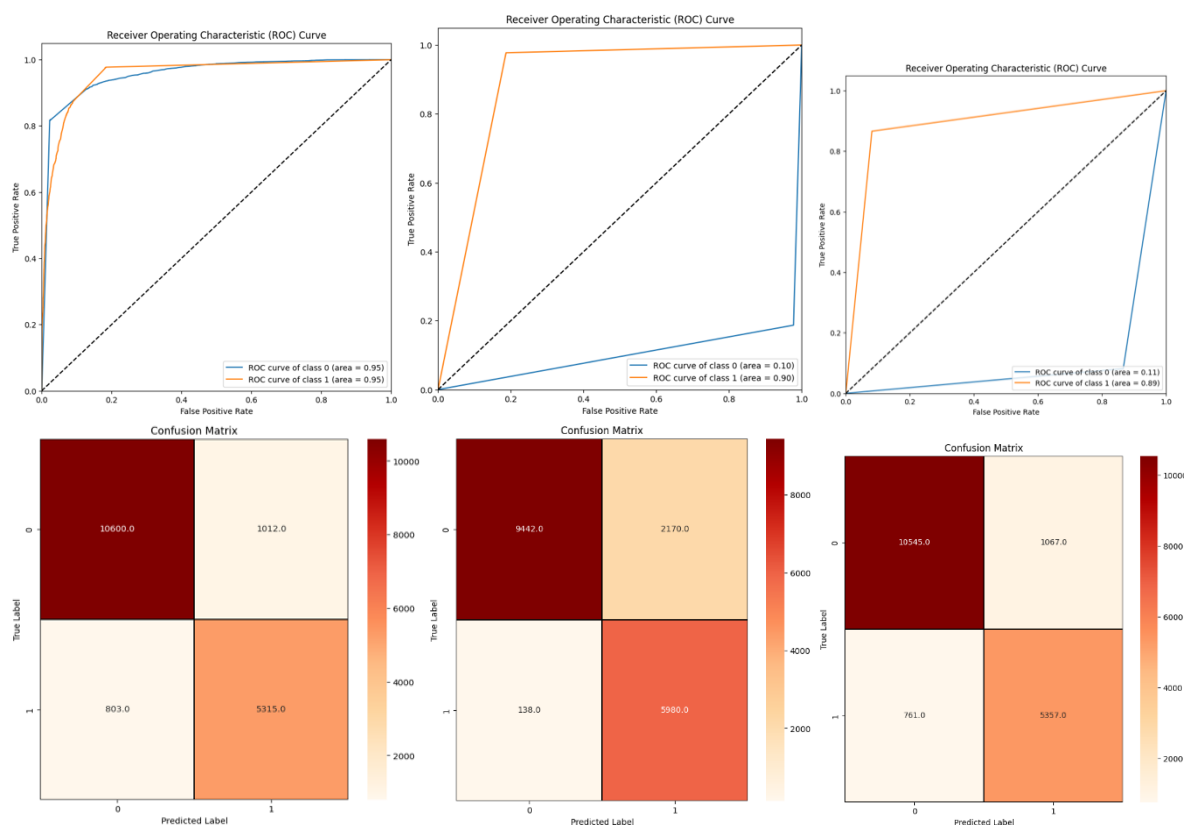 Receiver Operating Characteristic (ROC) Curve
1.0
0.8
0.6
0.4
0.2
0.0
True Positive Rate
0.0 0.2 0.4 0.6 0.8 1.0
False Positive Rate
ROC curve of class 0 (area = 0.95)
ROC curve of class 1 (area = 0.95)
Receiver Operating Characteristic (ROC) Curve
1.0
0.8
0.6
0.4
0.2
0.0
True Positive Rate
0.0 0.2 0.4 0.6 0.8 1.0
False Positive Rate
ROC curve of class 0 (area = 0.10)
ROC curve of class 1 (area = 0.90)
Receiver Operating Characteristic (ROC) Curve
1.0
0.8
0.6
0.4
0.2
0.0
True Positive Rate
0.0 0.2 0.4 0.6 0.8 1.0
False Positive Rate
ROC curve of class 0 (area = 0.11)
ROC curve of class 1 (area = 0.89)
Confusion Matrix
True Label
0
1
10600.0 1012.0
803.0 5315.0
0 1
Predicted Label
10000
8000
6000
4000
2000
Confusion Matrix
True Label
0
1
9442.0 2170.0
138.0 5980.0
0 1
Predicted Label
8000
6000
4000
2000
Confusion Matrix
True Label
0
1
10545.0 1067.0
761.0 5357.0
0 1
Predicted Label
10000
8000
6000
4000
2000